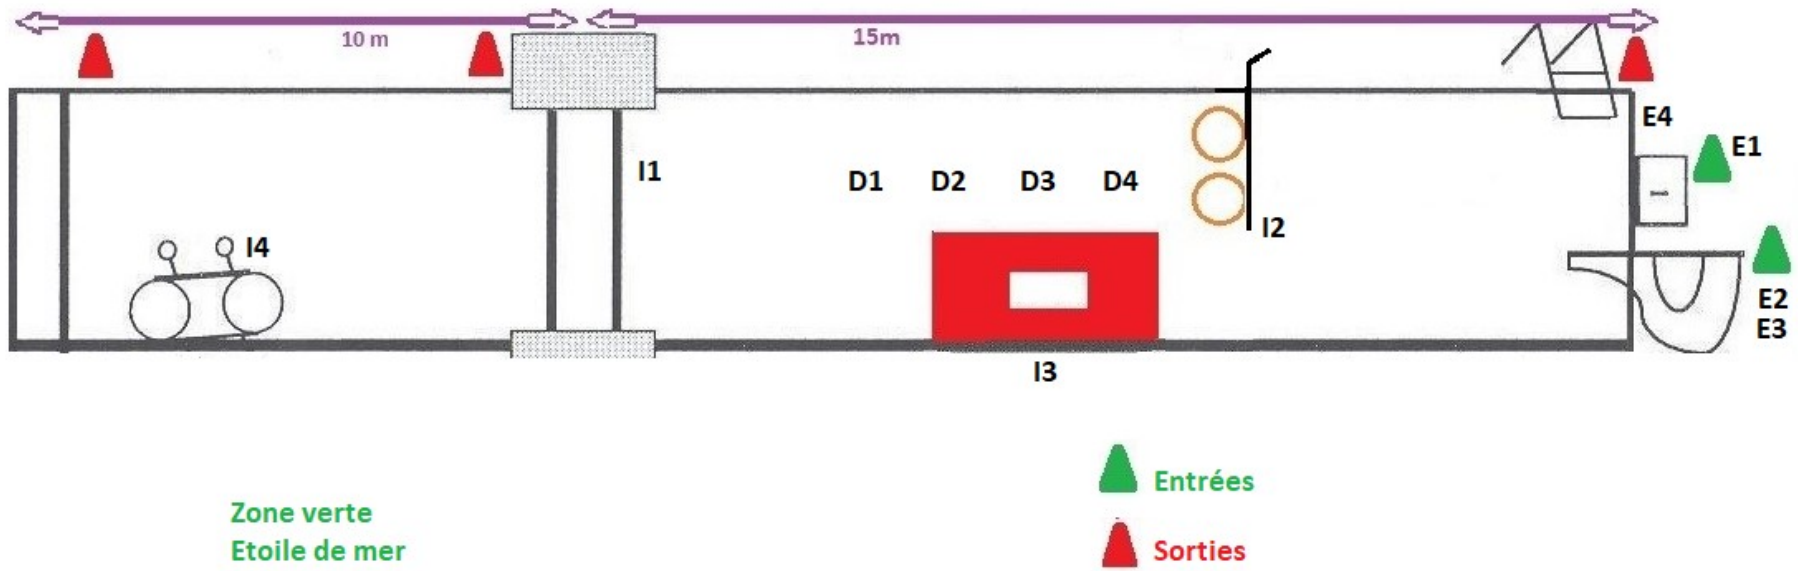 10 m
15m
E4
E1
I1
D1 D2 D3 D4
I2
I4
E2
E3
I3
Entrées
Zone verte
Etoile de mer
Sorties